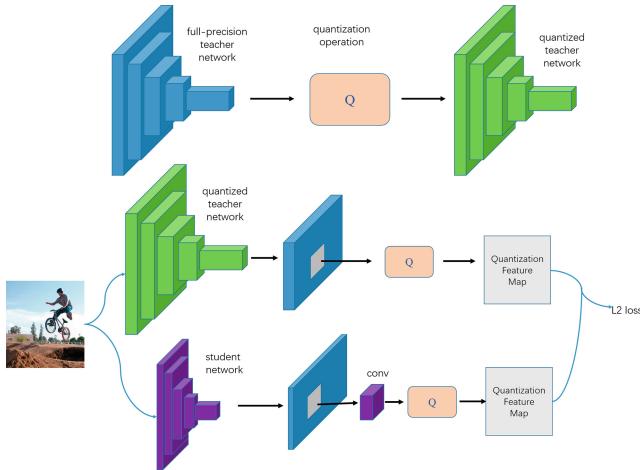 full-precision
teacher
network
quantization
operation
Q
quantized
teacher
network
quantized
teacher
network
Q
Quantization
Feature
Map
L2 loss
student
network
conv
Q
Quantization
Feature
Map